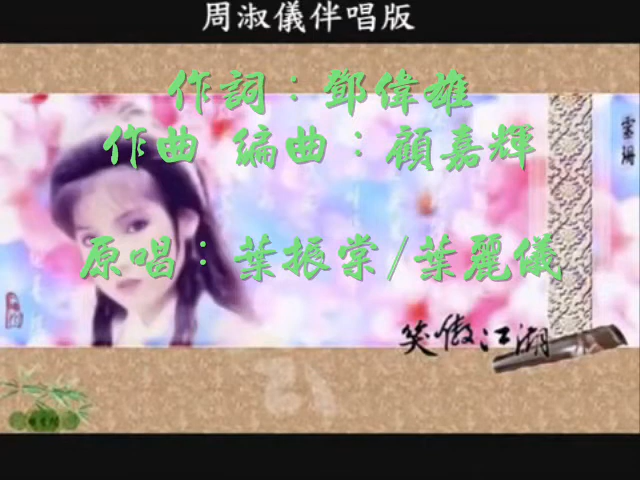 周淑儀伴唱版
作詞：鄧偉雄
作曲 編曲：顧嘉輝
原唱：葉振棠/葉麗儀
笑傲江湖